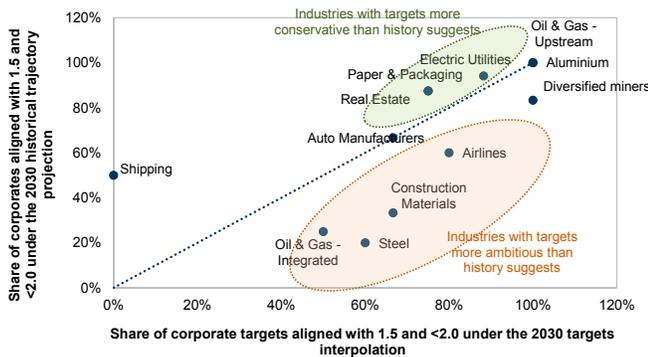 Industries with targets more
conservative than history suggests
Oil & Gas -
Upstream
Electric Utilities
Aluminium
Paper & Packaging
Diversified miners
Real Estate
Auto Manufacturers
Airlines
Shipping
Construction
Materials
Oil & Gas -
Integrated
Steel
Industries with targets
more ambitious than
history suggests
120%
100%
80%
60%
40%
20%
0%
0%
20%
40%
60%
80%
100%
120%
Share of corporates aligned with 1.5 and
<2.0 under the 2030 historical trajectory
projection
Share of corporate targets aligned with 1.5 and <2.0 under the 2030 targets
interpolation